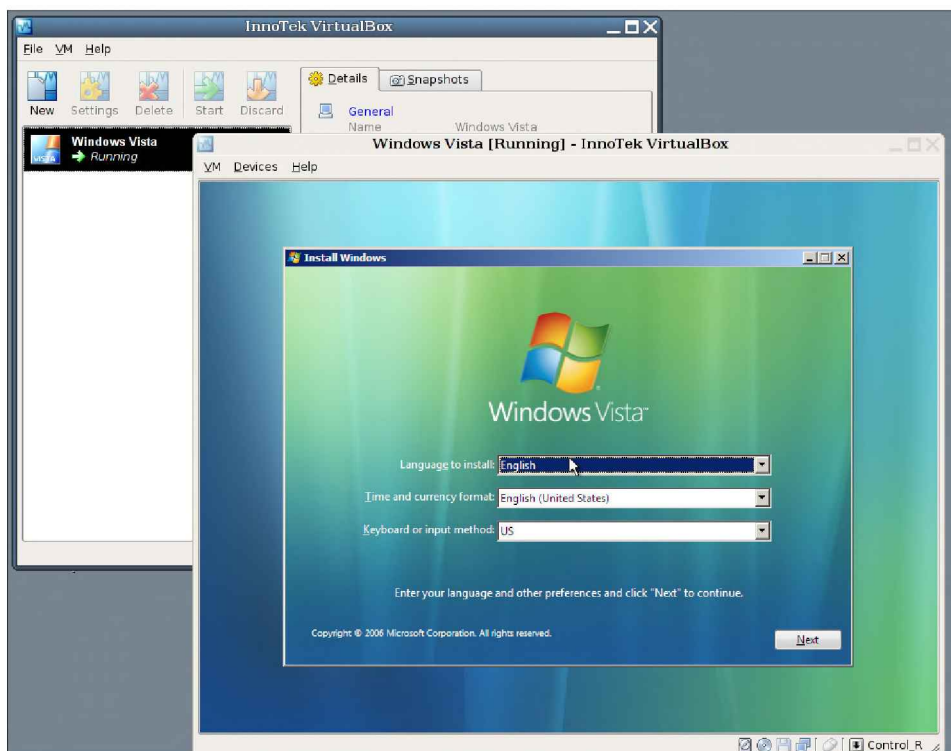 InnoTek VirtualBox
File VM Help
New Settings Delete Start Discard
Details Snapshots
General
Name Windows Vista
Windows Vista
Running
VISTA
Windows Vista [Running] - InnoTek VirtualBox
VM Devices Help
Install Windows
Windows Vista™
Language to install: English
Time and currency format: English (United States)
Keyboard or input method: US
Enter your language and other preferences and click "Next" to continue.
Copyright © 2006 Microsoft Corporation. All rights reserved.
Next
Control_R